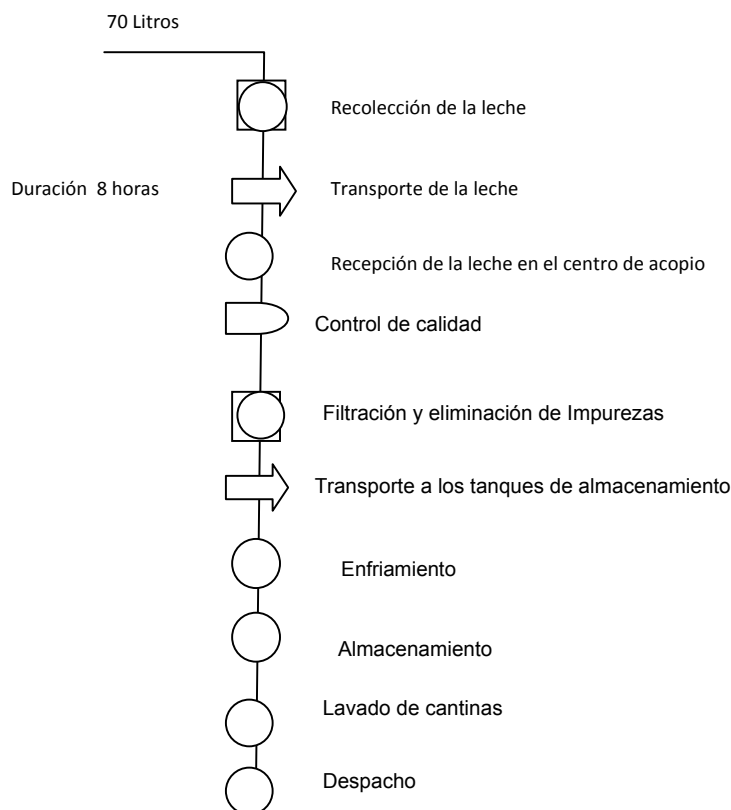 70 Litros
Recolección de la leche
Duración 8 horas
Transporte de la leche
Recepción de la leche en el centro de acopio
Control de calidad
Filtración y eliminación de Impurezas
Transporte a los tanques de almacenamiento
Enfriamiento
Almacenamiento
Lavado de cantinas
Despacho